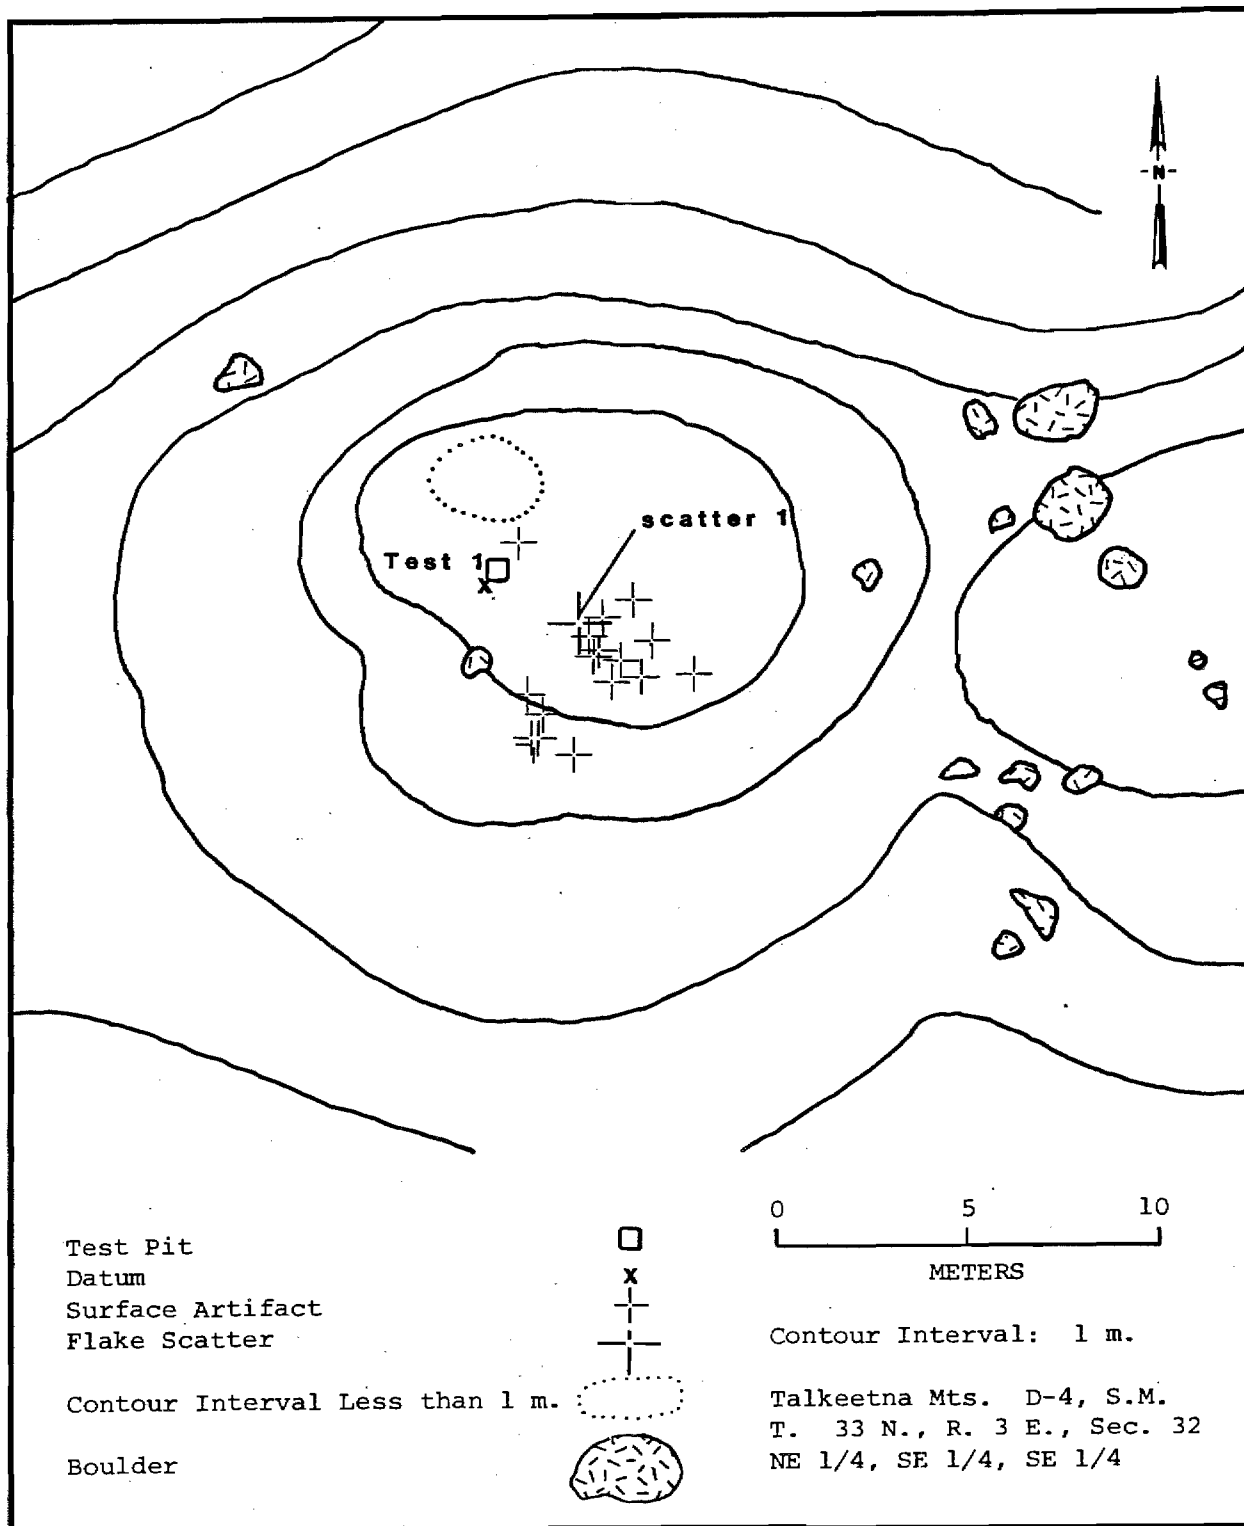 -N-
scatter 1
Test 1
x
0 5 10
METERS
Test Pit
Datum x
Surface Artifact
Flake Scatter
Contour Interval: 1 m.
Contour Interval Less than 1 m.
Talkeetna Mts. D-4, S.M.
T. 33 N., R. 3 E., Sec. 32
NE 1/4, SE 1/4, SE 1/4
Boulder